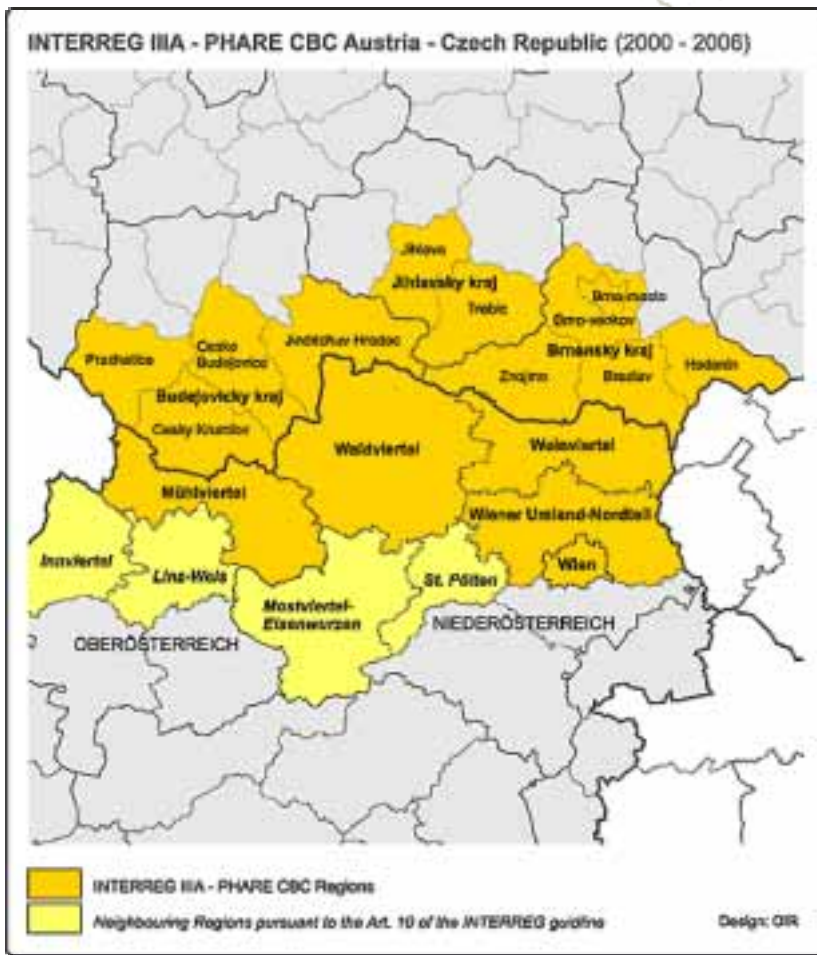 INTERREG IIIA - PHARE CBC Austria - Czech Republic (2000 - 2006)
Jihlava
Jihlavsky kraj
Trebic
Brno-mesto
Brno-venkov
Brnensky kraj
Hodonin
Znojmo
Breclav
Jindrichuv Hradec
Ceske
Budejovice
Prachatice
Budejovicky kraj
Cesky Krumlov
Waldviertel
Weinviertel
Mühlviertel
Wiener Umland-Nordteil
Wien
Innviertel
Linz-Wels
St. Pölten
Mostviertel-
Eisenwurzen
NIEDERÖSTERREICH
OBERÖSTERREICH
INTERREG IIIA - PHARE CBC Regions
Neighbouring Regions pursuant to the Art. 10 of the INTERREG guidline
Design: ÖIR